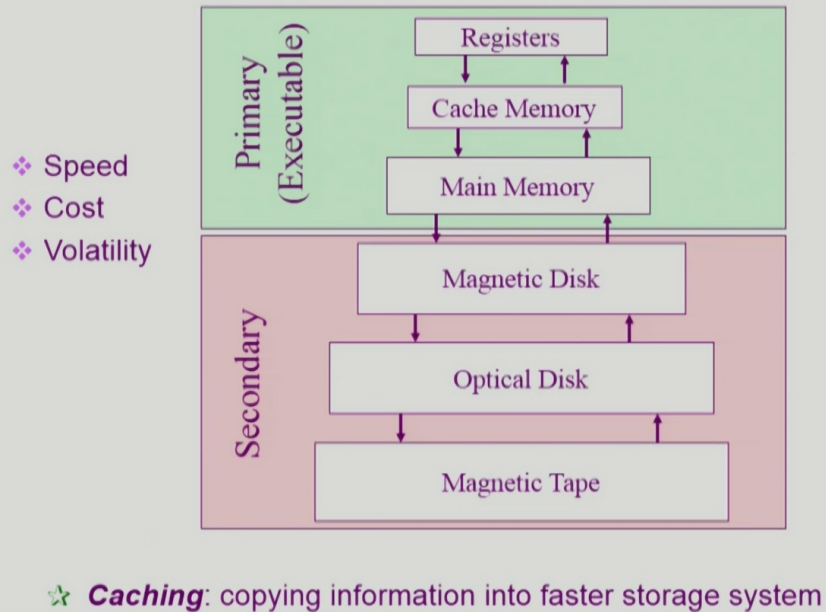 Speed
Cost
Volatility
Primary
(Executable)
Registers
Cache Memory
Main Memory
Secondary
Magnetic Disk
Optical Disk
Magnetic Tape
Caching: copying information into faster storage system